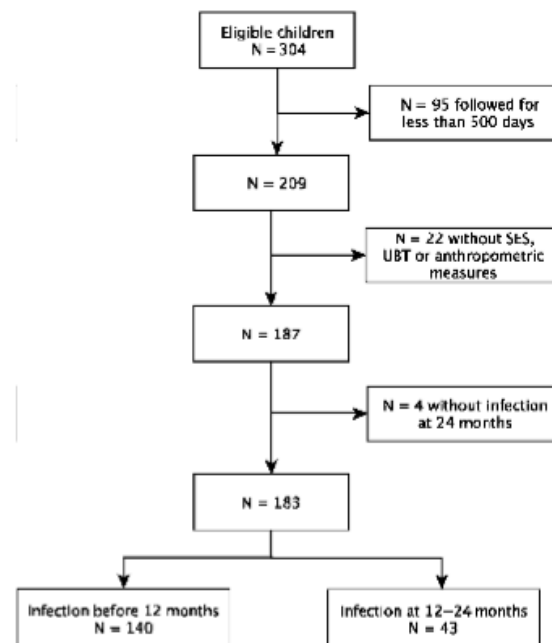 Eligible children
N = 304
N = 95 followed for
less than 500 days
N = 209
N = 22 without SES,
UBT or anthropometric
measures
N = 187
N = 4 without infection
at 24 months
N = 183
Infection before 12 months
N = 140
Infection at 12–24 months
N = 43